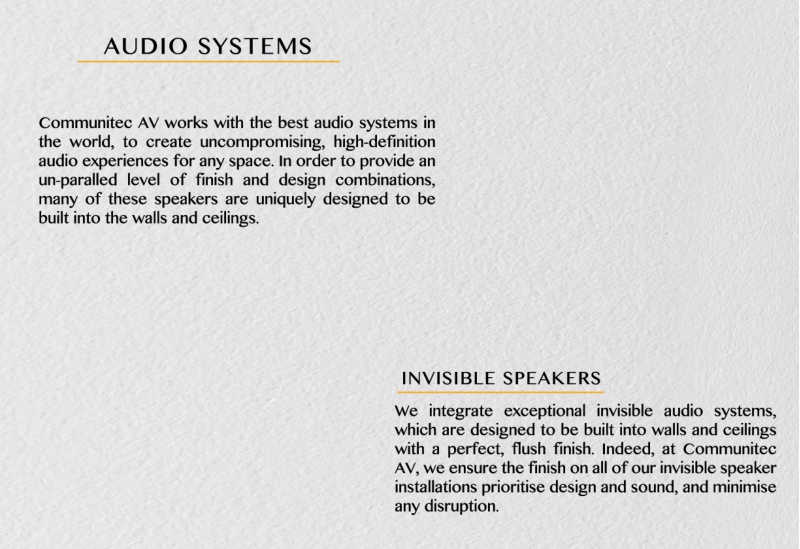 AUDIO SYSTEMS
Communitec AV works with the best audio systems in
the world, to create uncompromising, high-definition
audio experiences for any space. In order to provide an
un-paralled level of finish and design combinations,
many of these speakers are uniquely designed to be
built into the walls and ceilings.
INVISIBLE SPEAKERS
We integrate exceptional invisible audio systems,
which are designed to be built into walls and ceilings
with a perfect, flush finish. Indeed, at Communitec
AV, we ensure the finish on all of our invisible speaker
installations prioritise design and sound, and minimise
any disruption.